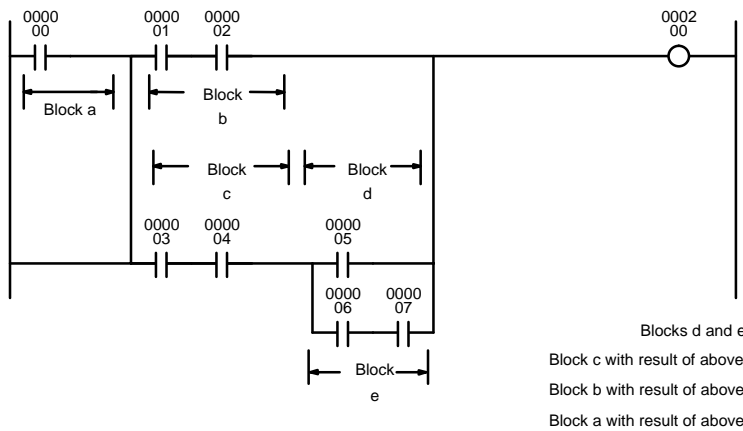 0000 0000 0000 0002
00 01 02 00
Block a
Block
b
Block Block
c d
0000 0000 0000
03 04 05
0000 0000
06 07
Block
e
Blocks d and e
Block c with result of above
Block b with result of above
Block a with result of above